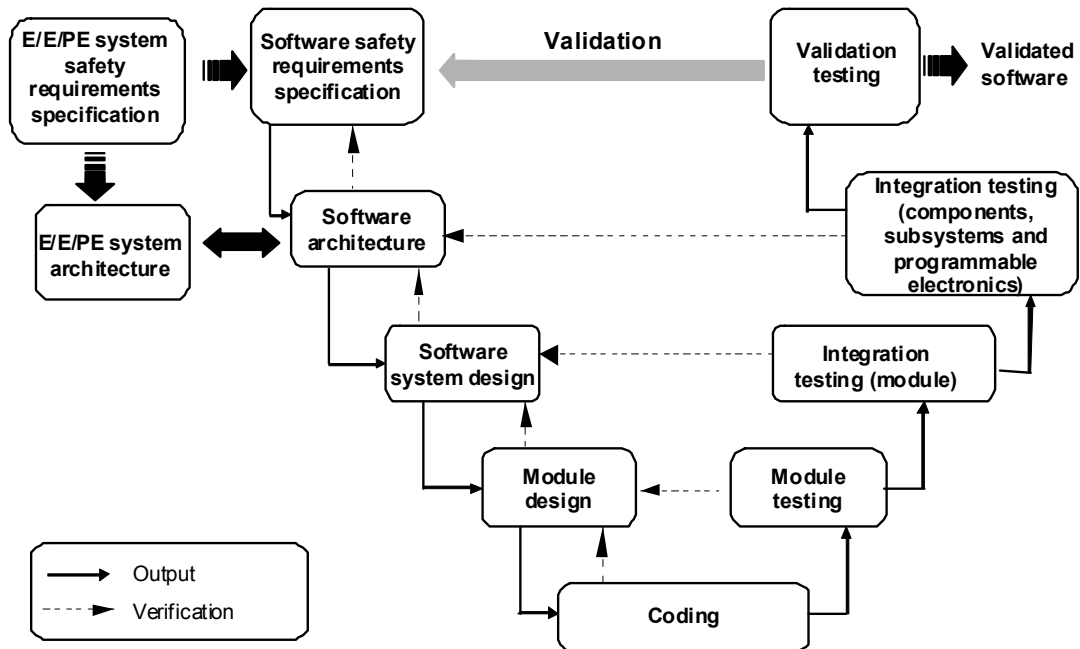 E/E/PE system
safety
requirements
specification
Software safety
requirements
specification
Validation
Validation
testing
Validated
software
E/E/PE system
architecture
Software
architecture
Integration testing
(components,
subsystems and
programmable
electronics)
Software
system design
Integration
testing (module)
Module
design
Module
testing
Coding
Output
Verification